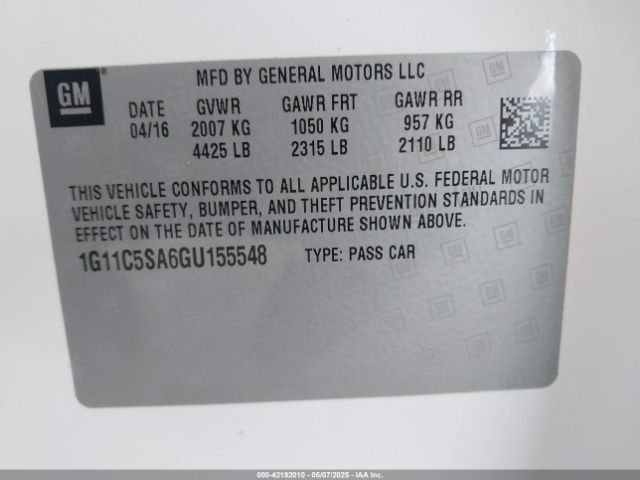 GM
MFD BY GENERAL MOTORS LLC
DATE GVWR GAWR FRT GAWR RR
04/16 2007 KG 1050 KG 957 KG
4425 LB 2315 LB 2110 LB
THIS VEHICLE CONFORMS TO ALL APPLICABLE U.S. FEDERAL MOTOR
VEHICLE SAFETY, BUMPER, AND THEFT PREVENTION STANDARDS IN
EFFECT ON THE DATE OF MANUFACTURE SHOWN ABOVE.
1G11C5SA6GU155548 TYPE: PASS CAR
000-42192010 - 05/07/2025 - IAA Inc.